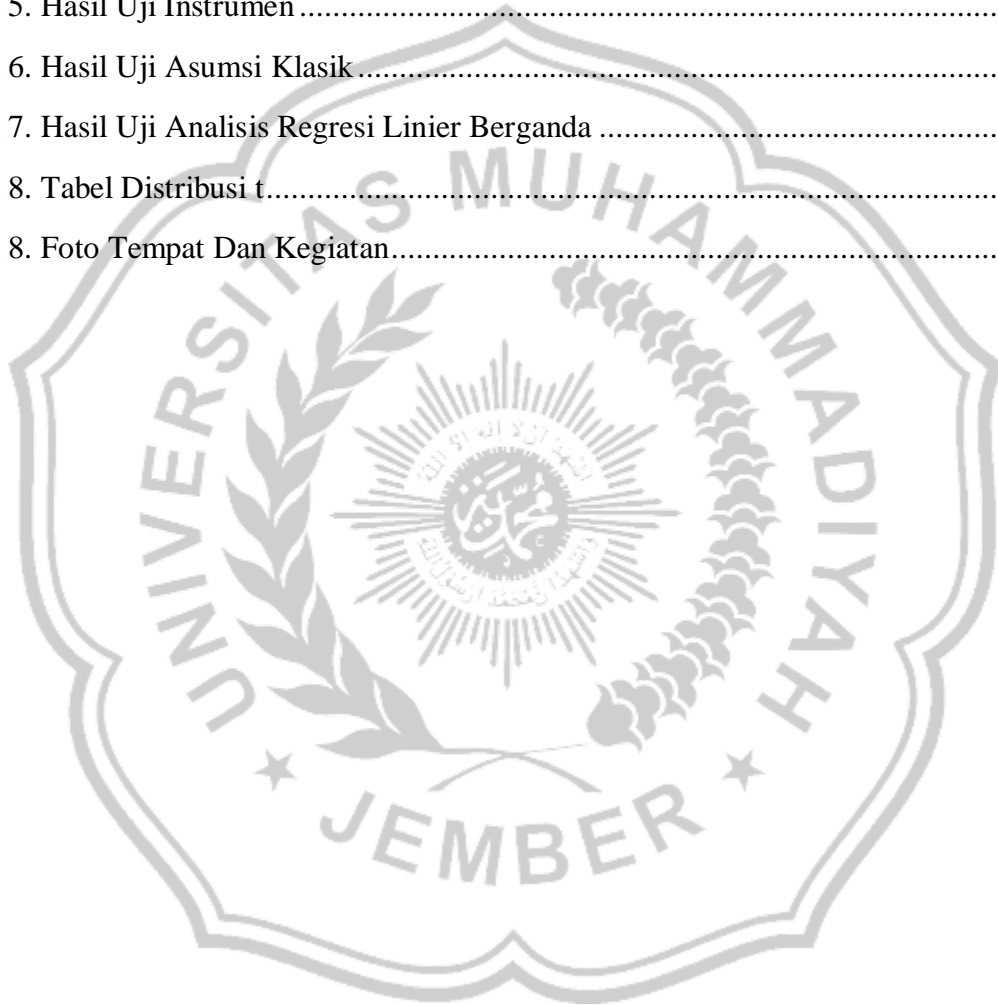 5. Hasil Uji Instrumen........................................................................................
6. Hasil Uji Asumsi Klasik................................................................................
7. Hasil Uji Analisis Regresi Linier Berganda..................................................
8. Tabel Distribusi t............................................................................................
8. Foto Tempat Dan Kegiatan...........................................................................
UNIVERSITAS MUHAMMADIYAH
JEMBER